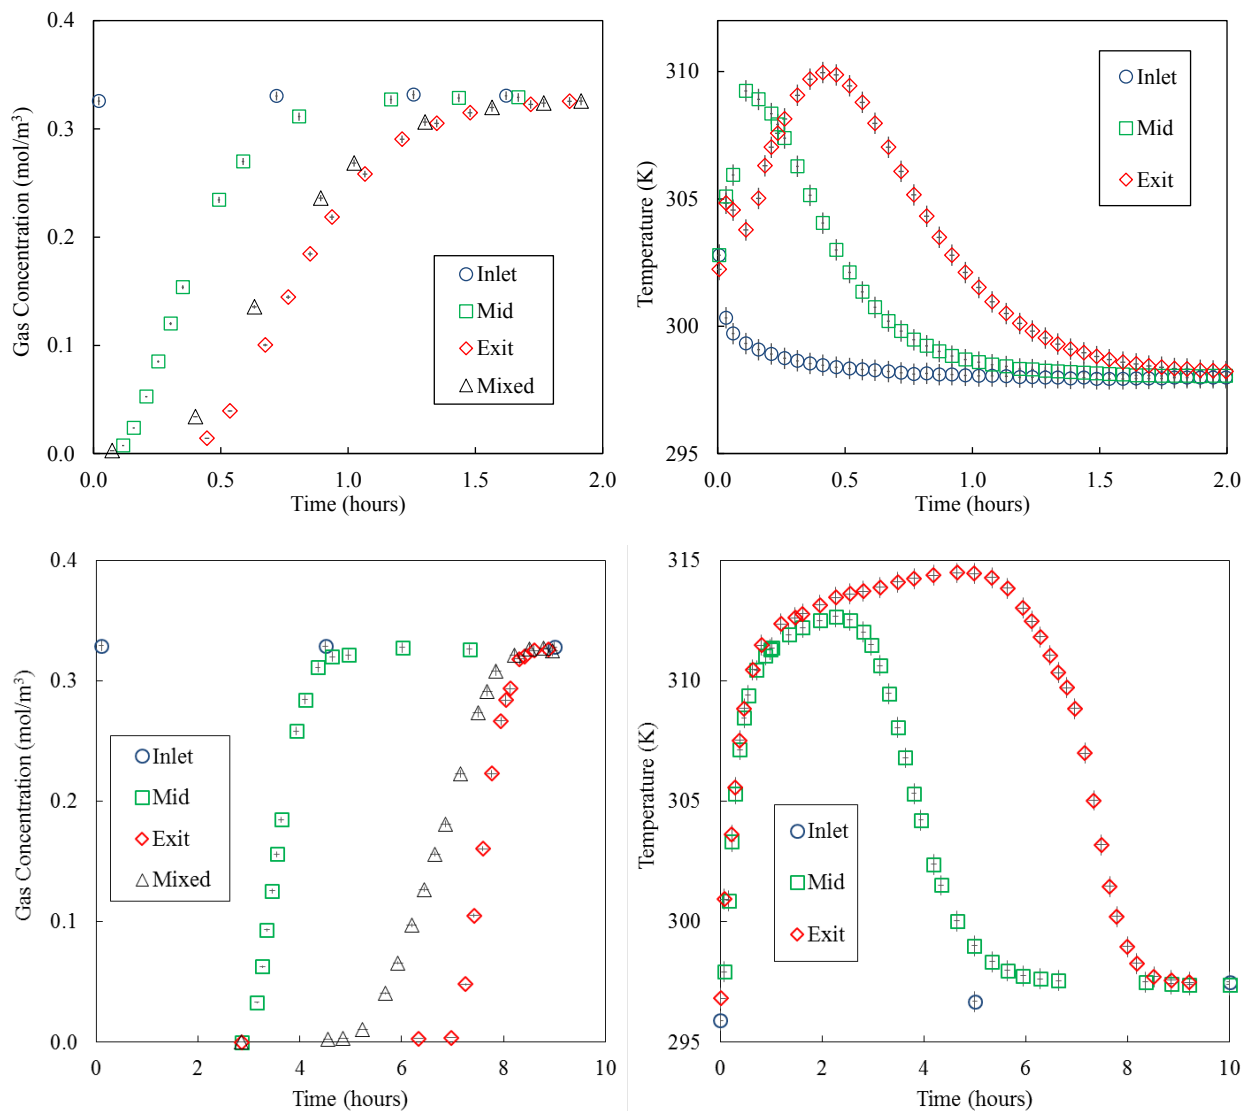 0.4
0.3
0.2
0.1
0.0
Gas Concentration (mol/m³)
Inlet
Mid
Exit
Mixed
0.0 0.5 1.0 1.5 2.0
Time (hours)
310
305
300
295
Temperature (K)
Inlet
Mid
Exit
0.0 0.5 1.0 1.5 2.0
Time (hours)
0.4
0.3
0.2
0.1
0.0
Gas Concentration (mol/m³)
Inlet
Mid
Exit
Mixed
0 2 4 6 8 10
Time (hours)
315
310
305
300
295
Temperature (K)
Inlet
Mid
Exit
0 2 4 6 8 10
Time (hours)